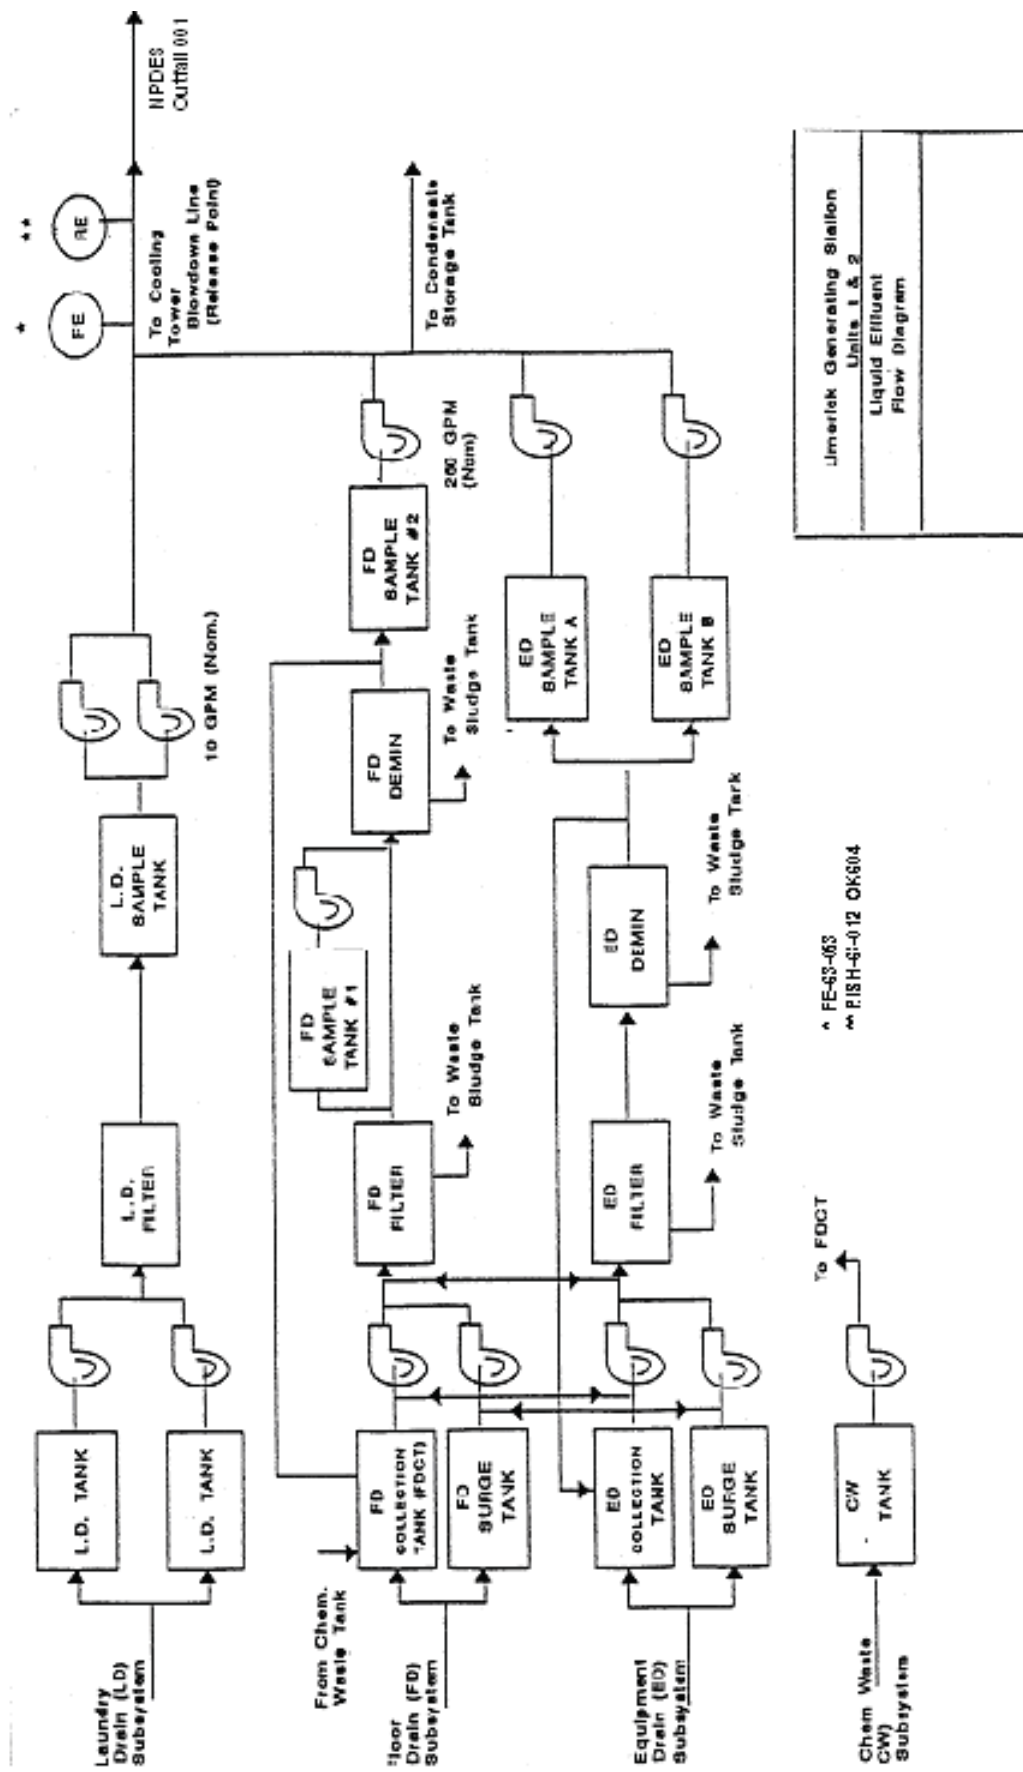 Laundry
Drain (LD)
Subsystem
L.D. TANK
L.D. TANK
L.D.
FILTER
L.D.
SAMPLE
TANK
10 GPM (Nom.)
*
FE
**
RE
To Cooling
Tower
Blowdown Line
(Release Point)
NPDES
Outfall 001
From Chem.
Waste Tank
Floor
Drain (FD)
Subsystem
FD
COLLECTION
TANK (FDCT)
FD
SURGE
TANK
FD
FILTER
To Waste
Sludge Tank
FD
SAMPLE
TANK #1
FD
DEMIN
To Waste
Sludge Tank
FD
SAMPLE
TANK #2
260 GPM
(Nom)
To Condensate
Storage Tank
Equipment
Drain (ED)
Subsystem
ED
COLLECTION
TANK
ED
SURGE
TANK
ED
FILTER
To Waste
Sludge Tank
ED
DEMIN
To Waste
Sludge Tank
ED
SAMPLE
TANK A
ED
SAMPLE
TANK B
Chem Waste
CW)
Subsystem
CW
TANK
To FDCT
* FE-63-
**
Limerick Generating Station
Units 1 & 2
Liquid Effluent
Flow Diagram